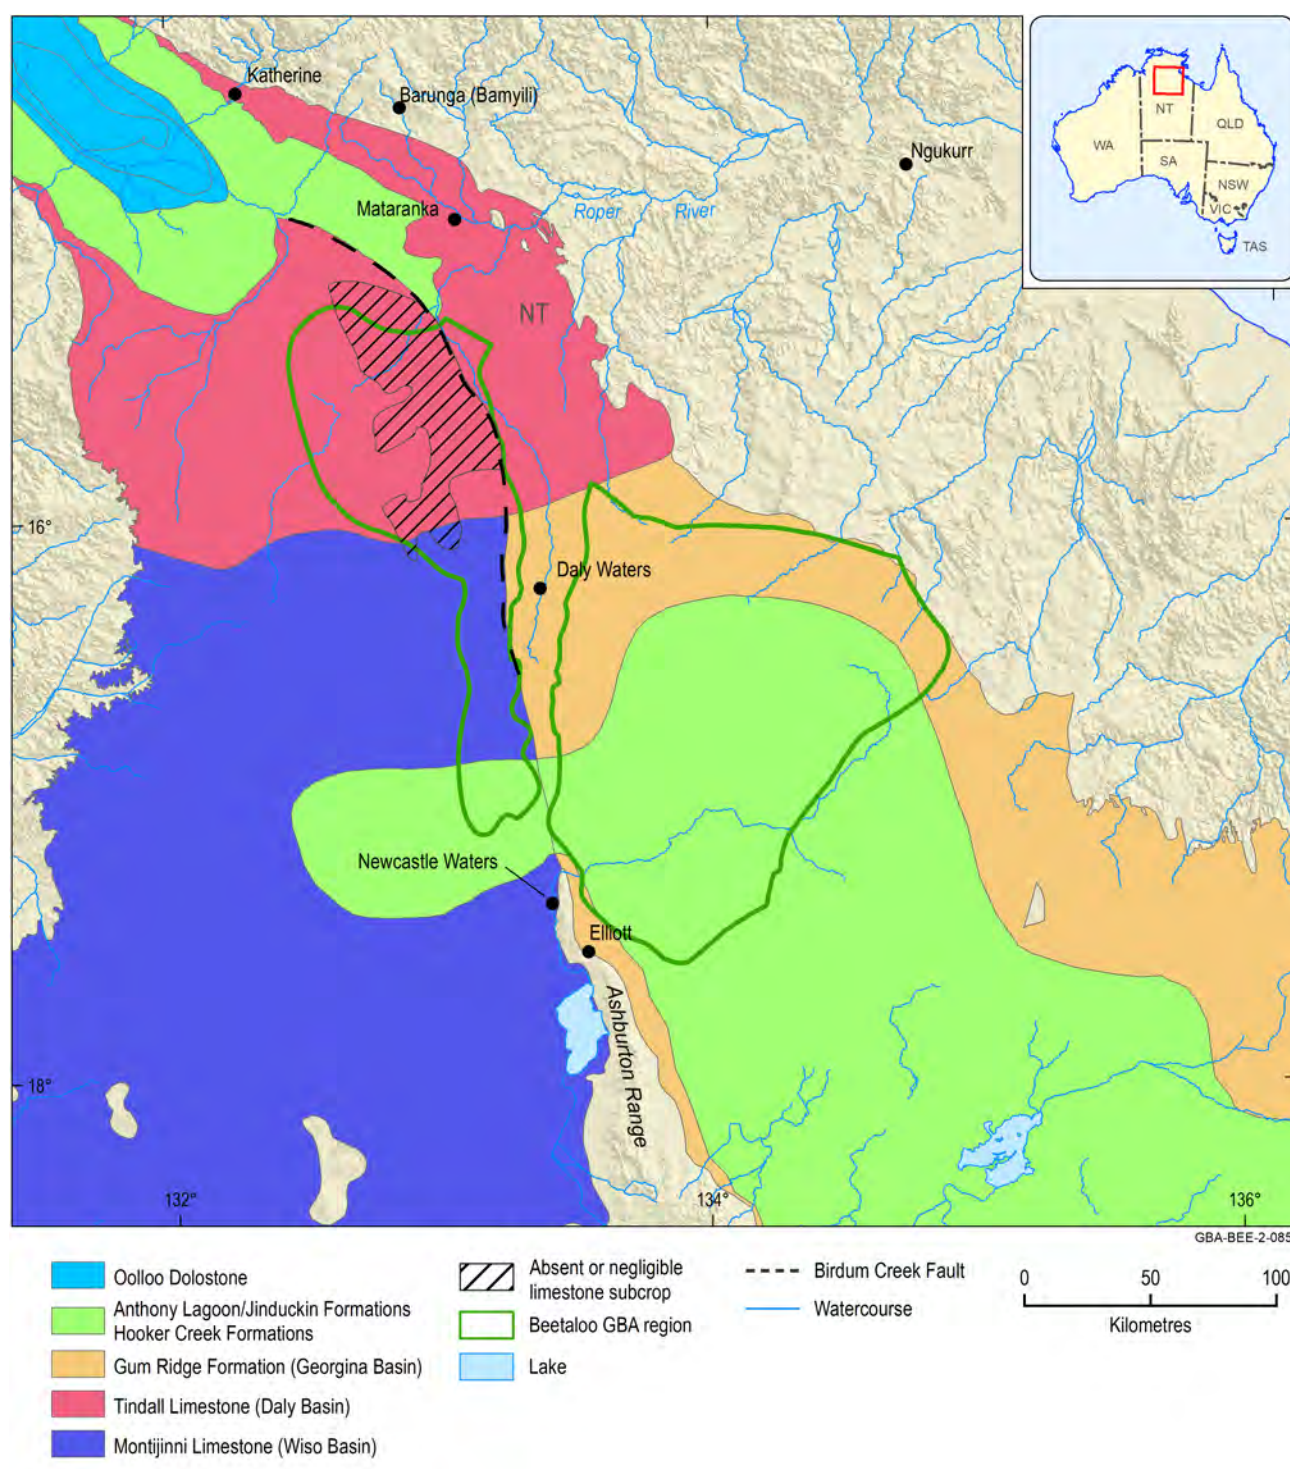 Katherine
Barunga (Bamyili)
Ngukurr
Mataranka
Roper River
NT
WA
NT
QLD
SA
NSW
VIC
TAS
16°
Daly Waters
Newcastle Waters
Elliott
Ashburton Range
18°
132°
134°
136°
GBA-BEE-2-085
Oolloo Dolostone
Anthony Lagoon/Jinduckin Formations
Hooker Creek Formations
Gum Ridge Formation (Georgina Basin)
Tindall Limestone (Daly Basin)
Montijinni Limestone (Wiso Basin)
Absent or negligible
limestone subcrop
Beetaloo GBA region
Lake
Birdum Creek Fault
Watercourse
0 50 100
Kilometres